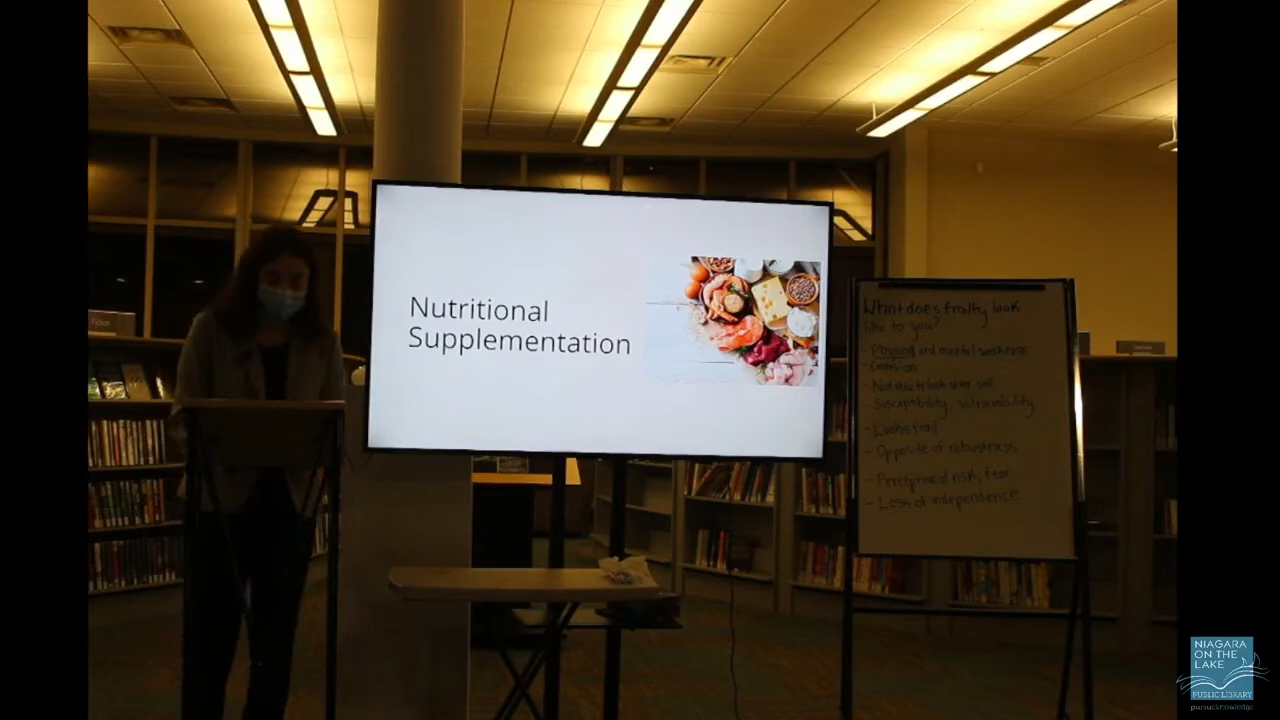 Nutritional
Supplementation
What does frailty look
like to you?
- Physical and mental weakness
- Confusion
- Not able to look after self
- Susceptibility, vulnerability
- Looks frail
- Opposite of robustness
- Perception of risk, fear
- Loss of independence
NIAGARA
ON THE
LAKE
PUBLIC LIBRARY